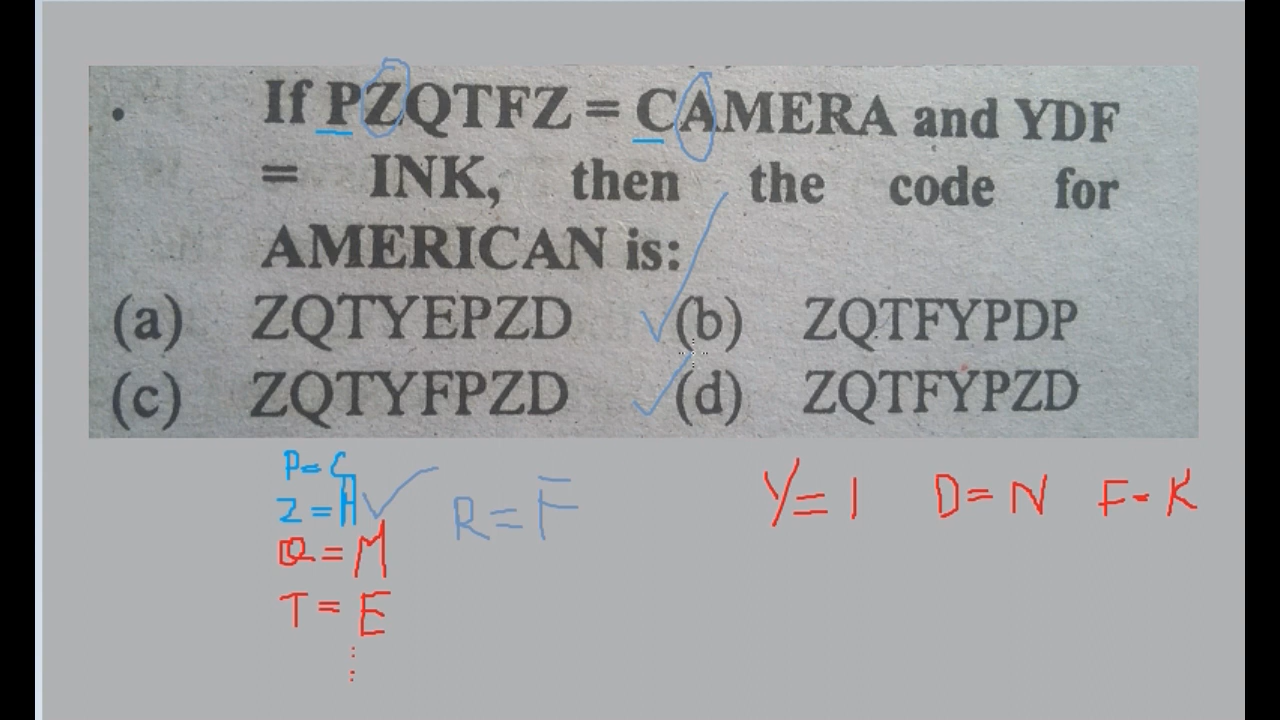 If PZQTFZ = CAMERA and YDF
= INK, then the code for
AMERICAN is:
(a) ZQTYEPZD (b) ZQTFYPDP
(c) ZQTYFPZD (d) ZQTFYPZD
P=C
Z=A
R=F
Q=M
T=E
Y=I D=N F=K